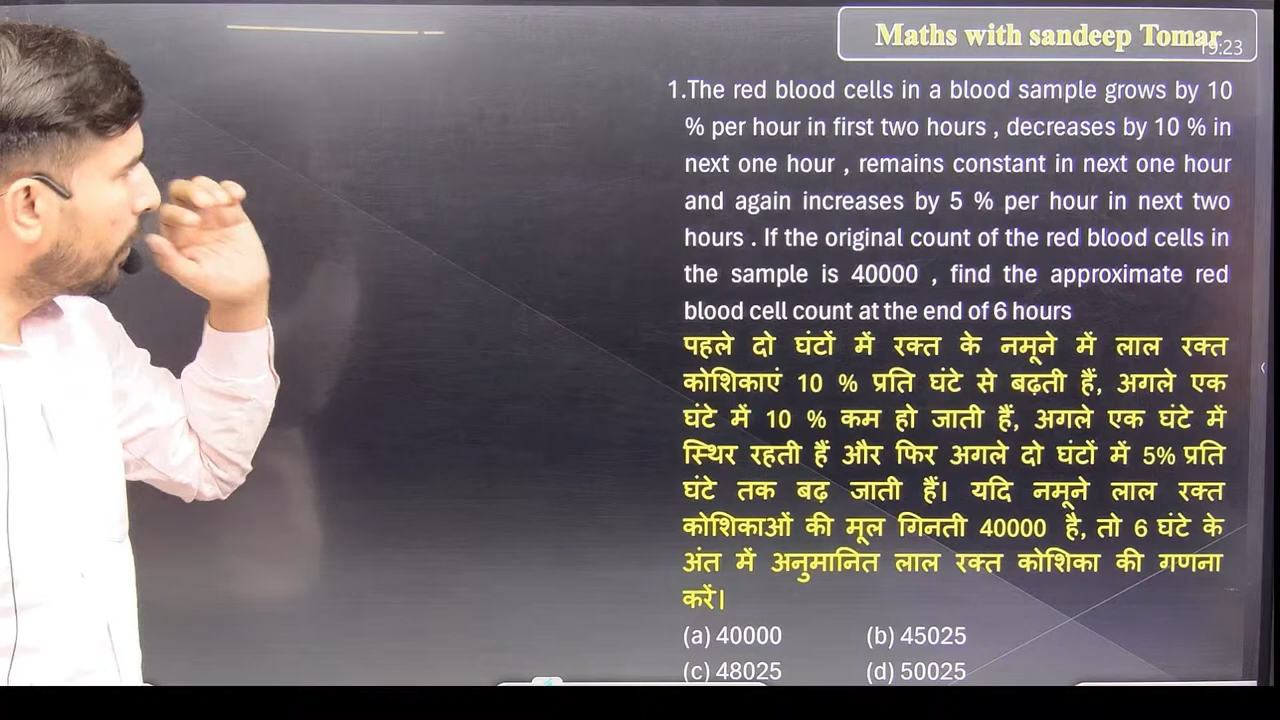 Maths with sandeep Tomar
19:23
1.The red blood cells in a blood sample grows by 10
% per hour in first two hours , decreases by 10 % in
next one hour , remains constant in next one hour
and again increases by 5 % per hour in next two
hours . If the original count of the red blood cells in
the sample is 40000 , find the approximate red
blood cell count at the end of 6 hours
पहले दो घंटों में रक्त के नमूने में लाल रक्त
कोशिकाएं 10 % प्रति घंटे से बढ़ती हैं, अगले एक
घंटे में 10 % कम हो जाती हैं, अगले एक घंटे में
स्थिर रहती हैं और फिर अगले दो घंटों में 5% प्रति
घंटे तक बढ़ जाती हैं। यदि नमूने लाल रक्त
कोशिकाओं की मूल गिनती 40000 है, तो 6 घंटे के
अंत में अनुमानित लाल रक्त कोशिका की गणना
करें।
(a) 40000 (b) 45025
(c) 48025 (d) 50025